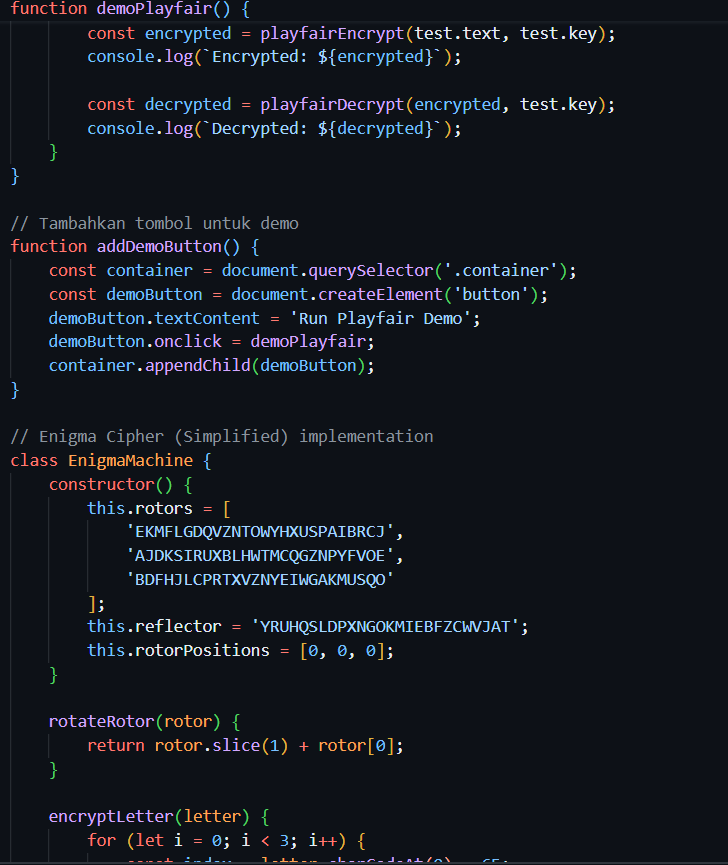 function demoPlayfair() {
        const encrypted = playfairEncrypt(test.text, test.key);
        console.log(`Encrypted: ${encrypted}`);

        const decrypted = playfairDecrypt(encrypted, test.key);
        console.log(`Decrypted: ${decrypted}`);
    }
}

// Tambahkan tombol untuk demo
function addDemoButton() {
    const container = document.querySelector('.container');
    const demoButton = document.createElement('button');
    demoButton.textContent = 'Run Playfair Demo';
    demoButton.onclick = demoPlayfair;
    container.appendChild(demoButton);
}

// Enigma Cipher (Simplified) implementation
class EnigmaMachine {
    constructor() {
        this.rotors = [
            'EKMFLGDQVZNTOWYHXUSPAIBRCJ',
            'AJDKSIRUXBLHWTMCQGZNPYFVOE',
            'BDFHJLCPRTXVZNYEIWGAKMUSQO'
        ];
        this.reflector = 'YRUHQSLDPXNGOKMIEBFZCWVJAT';
        this.rotorPositions = [0, 0, 0];
    }

    rotateRotor(rotor) {
        return rotor.slice(1) + rotor[0];
    }

    encryptLetter(letter) {
        for (let i = 0; i < 3; i++) {